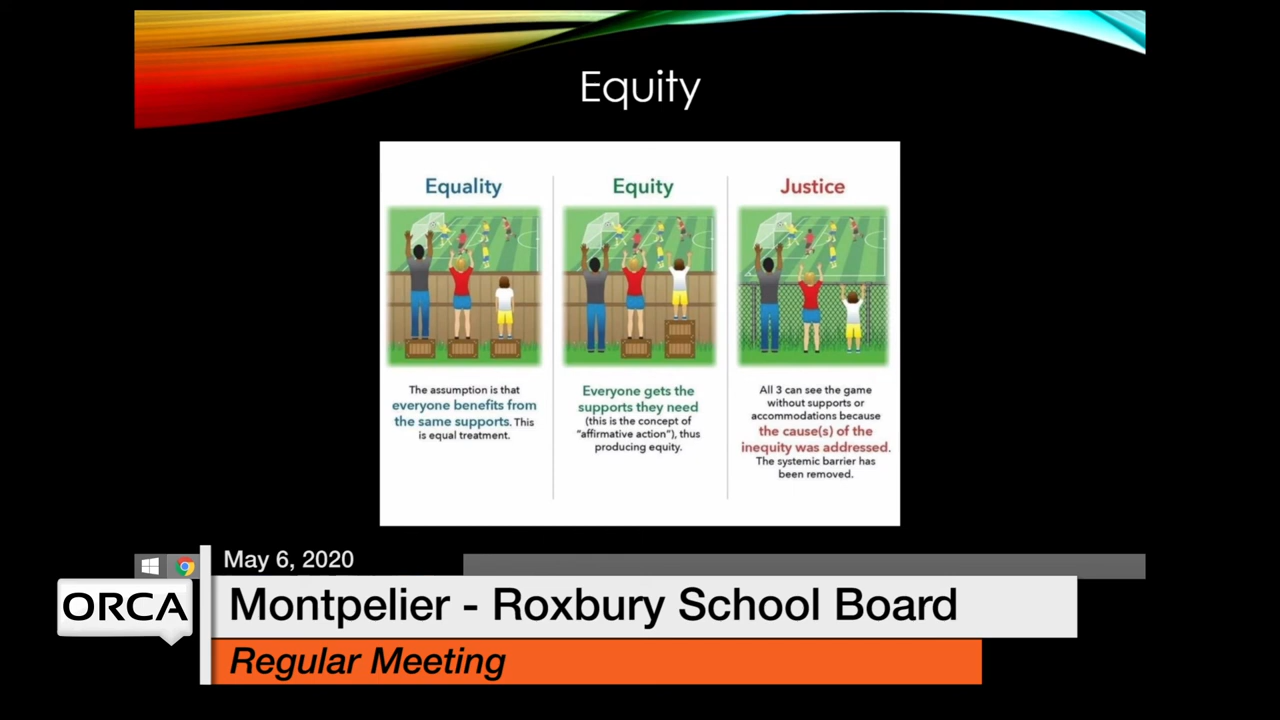 Equity
Equality
The assumption is that
everyone benefits from
the same supports. This
is equal treatment.
Equity
Everyone gets the
supports they need
(this is the concept of
"affirmative action"), thus
producing equity.
Justice
All 3 can see the game
without supports or
accommodations because
the cause(s) of the
inequity was addressed.
The systemic barrier has
been removed.
May 6, 2020
ORCA
Montpelier - Roxbury School Board
Regular Meeting